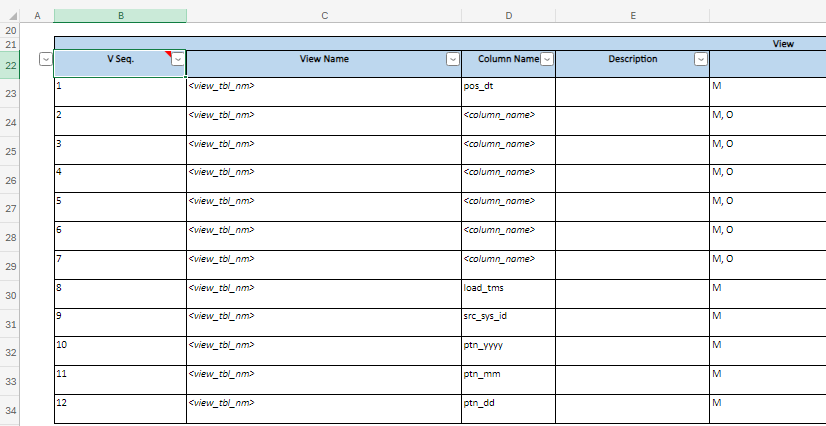 A B C D E
20
21 View
22 V Seq. View Name Column Name Description
23 1 <view_tbl_nm> pos_dt M
24 2 <view_tbl_nm> <column_name> M, O
25 3 <view_tbl_nm> <column_name> M, O
26 4 <view_tbl_nm> <column_name> M, O
27 5 <view_tbl_nm> <column_name> M, O
28 6 <view_tbl_nm> <column_name> M, O
29 7 <view_tbl_nm> <column_name> M, O
30 8 <view_tbl_nm> load_tms M
31 9 <view_tbl_nm> src_sys_id M
32 10 <view_tbl_nm> ptn_yyyy M
33 11 <view_tbl_nm> ptn_mm M
34 12 <view_tbl_nm> ptn_dd M